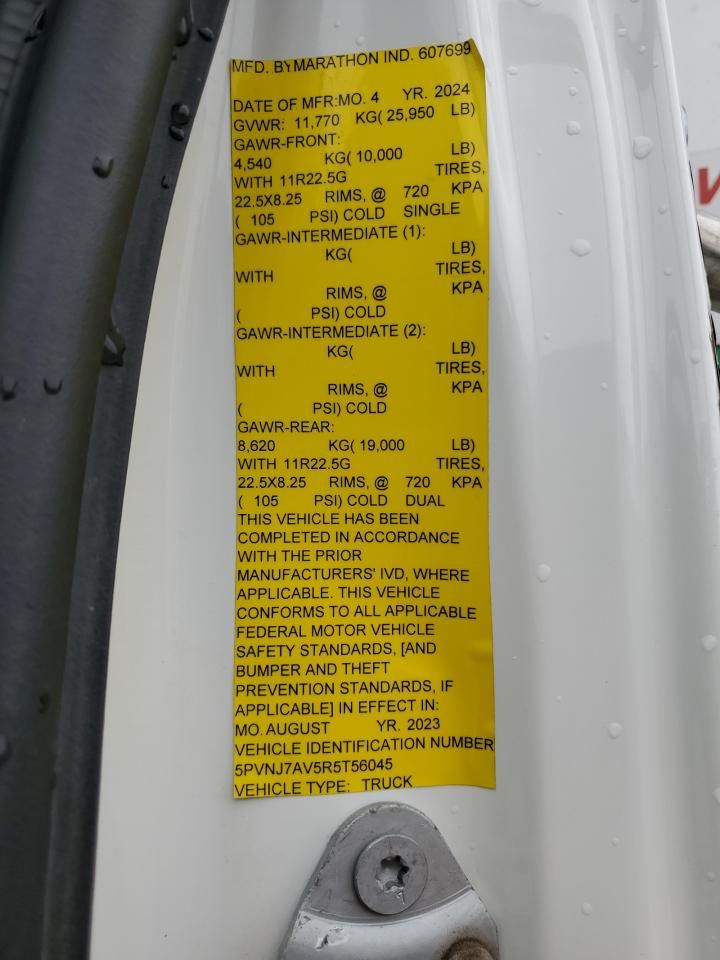 MFD. BY MARATHON IND. 607699
DATE OF MFR:MO. 4 YR. 2024
GVWR: 11,770 KG( 25,950 LB)
GAWR-FRONT:
4,540 KG( 10,000 LB)
WITH 11R22.5G TIRES,
22.5X8.25 RIMS, @ 720 KPA
( 105 PSI) COLD SINGLE
GAWR-INTERMEDIATE (1):
KG( LB)
WITH TIRES,
RIMS, @ KPA
( PSI) COLD
GAWR-INTERMEDIATE (2):
KG( LB)
WITH TIRES,
RIMS, @ KPA
( PSI) COLD
GAWR-REAR:
8,620 KG( 19,000 LB)
WITH 11R22.5G TIRES,
22.5X8.25 RIMS, @ 720 KPA
( 105 PSI) COLD DUAL
THIS VEHICLE HAS BEEN
COMPLETED IN ACCORDANCE
WITH THE PRIOR
MANUFACTURERS' IVD, WHERE
APPLICABLE. THIS VEHICLE
CONFORMS TO ALL APPLICABLE
FEDERAL MOTOR VEHICLE
SAFETY STANDARDS, [AND
BUMPER AND THEFT
PREVENTION STANDARDS, IF
APPLICABLE] IN EFFECT IN:
MO. AUGUST YR. 2023
VEHICLE IDENTIFICATION NUMBER
5PVNJ7AV5R5T56045
VEHICLE TYPE: TRUCK